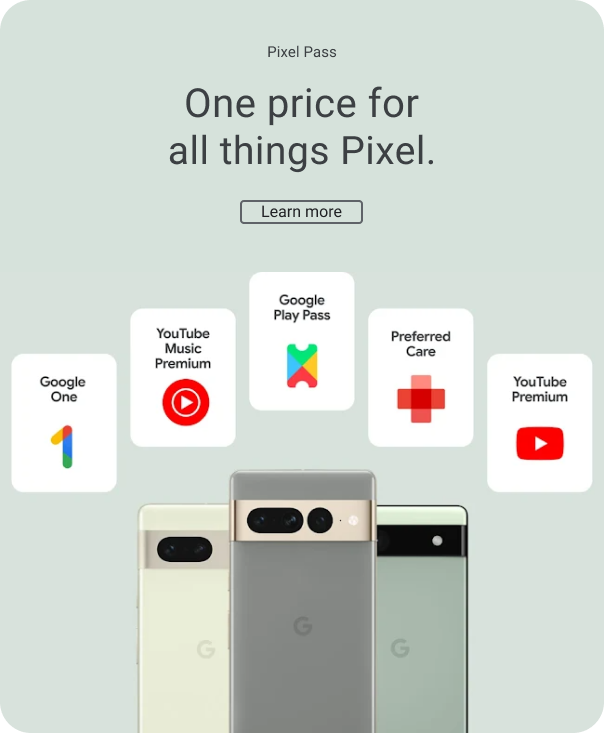 Pixel Pass
One price for
all things Pixel.
Learn more
Google
One
YouTube
Music
Premium
Google
Play Pass
Preferred
Care
YouTube
Premium
G
G
G